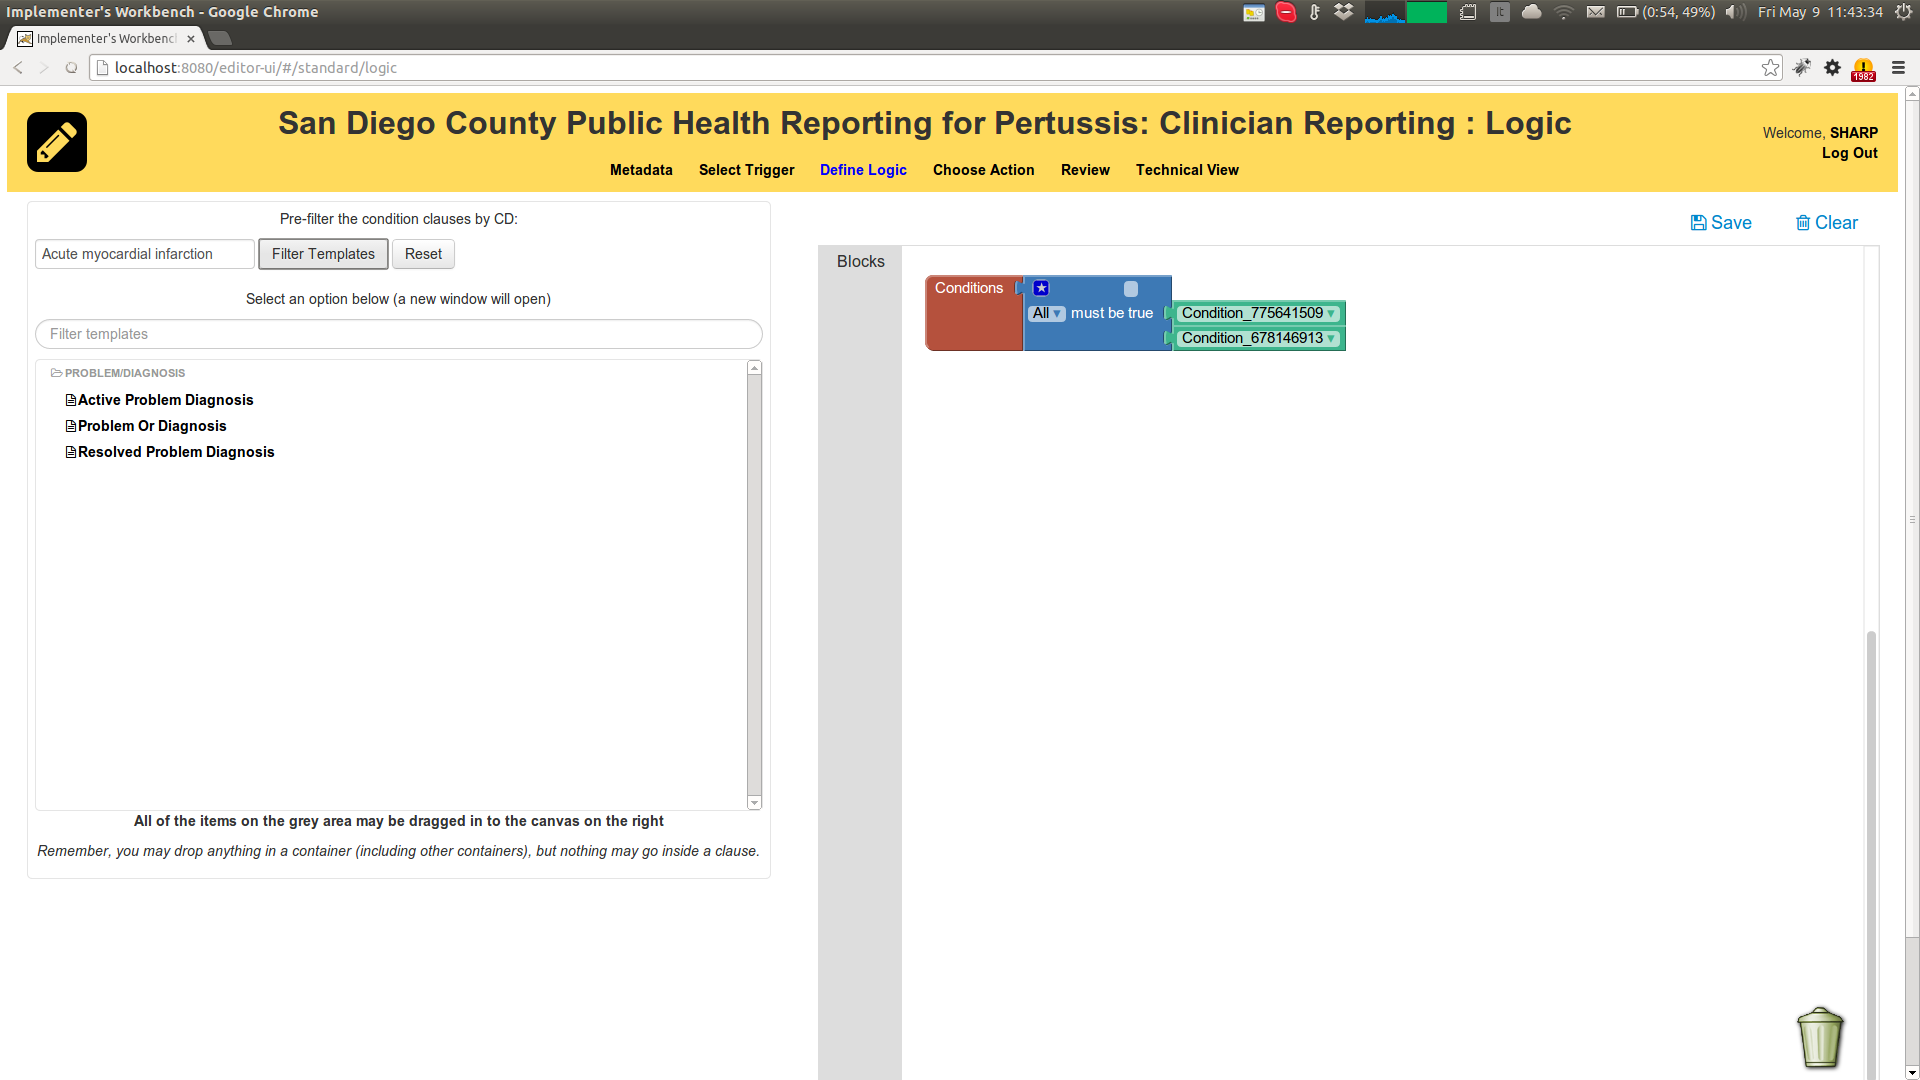 Implementer's Workbench - Google Chrome
(0:54, 49%) Fri May 9 11:43:34
Implementer's Workbenc
localhost:8080/editor-ui/#/standard/logic
1982
San Diego County Public Health Reporting for Pertussis: Clinician Reporting : Logic
Welcome, SHARP
Log Out
Metadata Select Trigger Define Logic Choose Action Review Technical View
Pre-filter the condition clauses by CD:
Acute myocardial infarction Filter Templates Reset
Select an option below (a new window will open)
Filter templates
PROBLEM/DIAGNOSIS
Active Problem Diagnosis
Problem Or Diagnosis
Resolved Problem Diagnosis
All of the items on the grey area may be dragged in to the canvas on the right
Remember, you may drop anything in a container (including other containers), but nothing may go inside a clause.
Save Clear
Blocks
Conditions
All must be true Condition_775641509
Condition_678146913